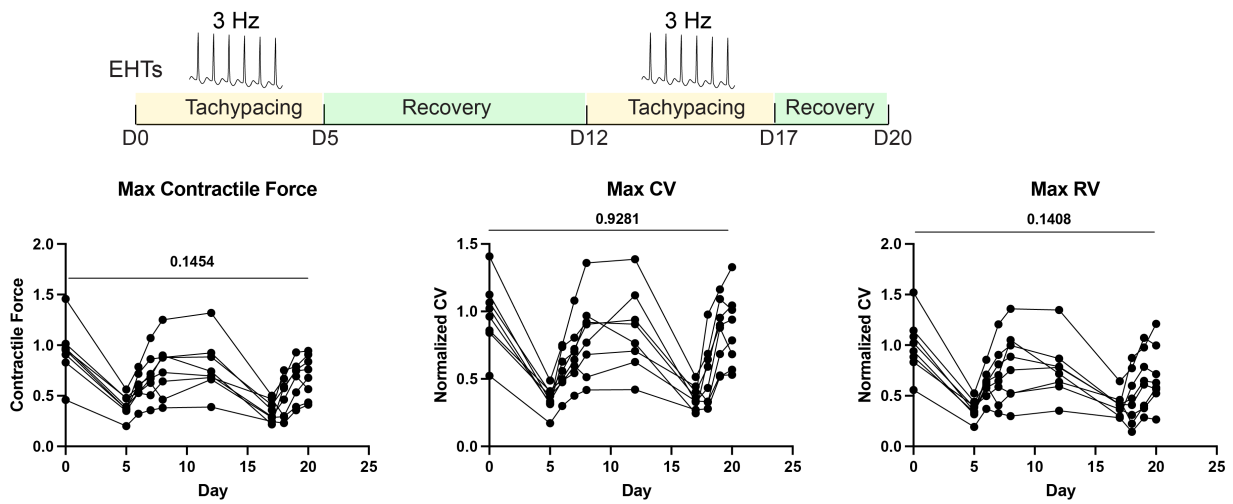 3 Hz 3 Hz
EHTs
Tachypacing Recovery Tachypacing Recovery
D0 D5 D12 D17 D20
Max Contractile Force
0.1454
Contractile Force
2.0
1.5
1.0
0.5
0.0
0 5 10 15 20 25
Day
Max CV
0.9281
Normalized CV
1.5
1.0
0.5
0.0
0 5 10 15 20 25
Day
Max RV
0.1408
Normalized CV
2.0
1.5
1.0
0.5
0.0
0 5 10 15 20 25
Day